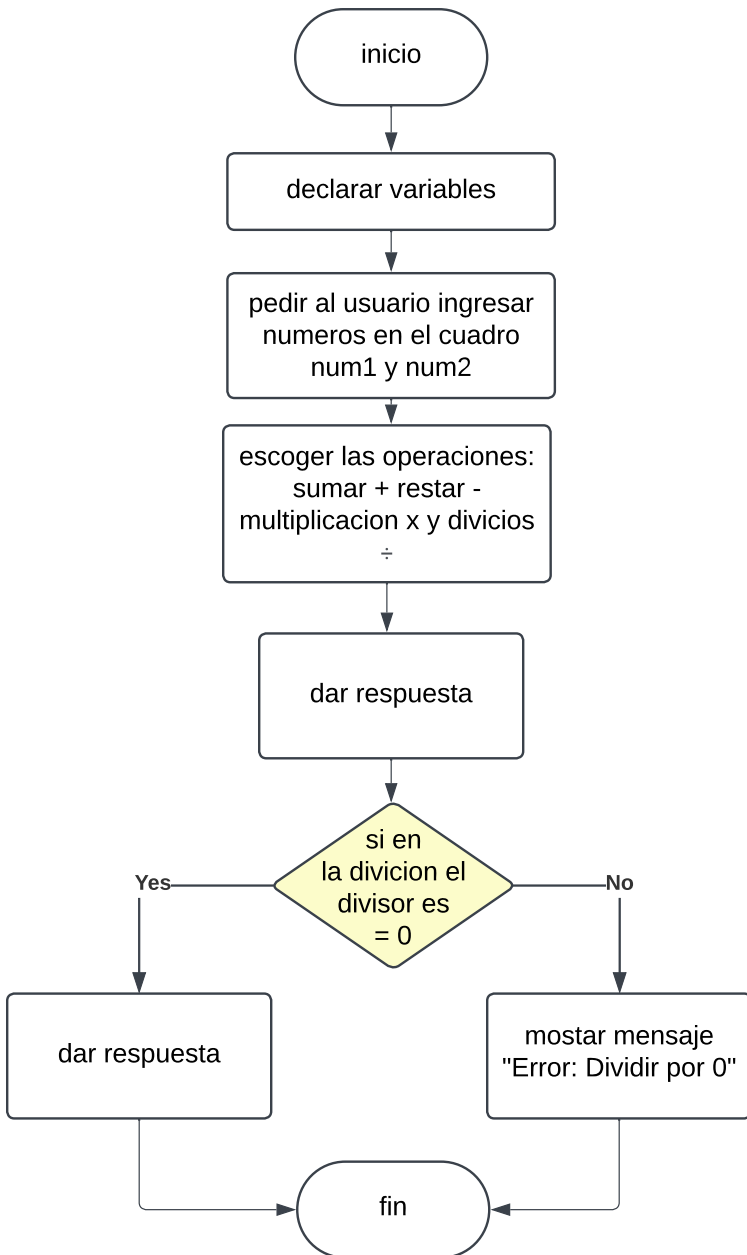 inicio
declarar variables
pedir al usuario ingresar
numeros en el cuadro
num1 y num2
escoger las operaciones:
sumar + restar -
multiplicacion x y divicios
÷
dar respuesta
si en
la divicion el
divisor es
= 0
Yes
No
dar respuesta
mostar mensaje
"Error: Dividir por 0"
fin